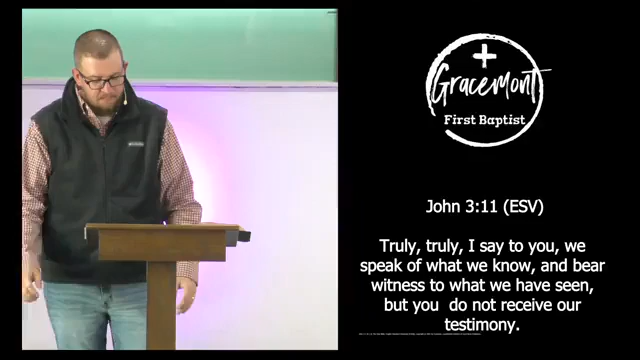 Gracemont
First Baptist
John 3:11 (ESV)
Truly, truly, I say to you, we
speak of what we know, and bear
witness to what we have seen,
but you do not receive our
testimony.